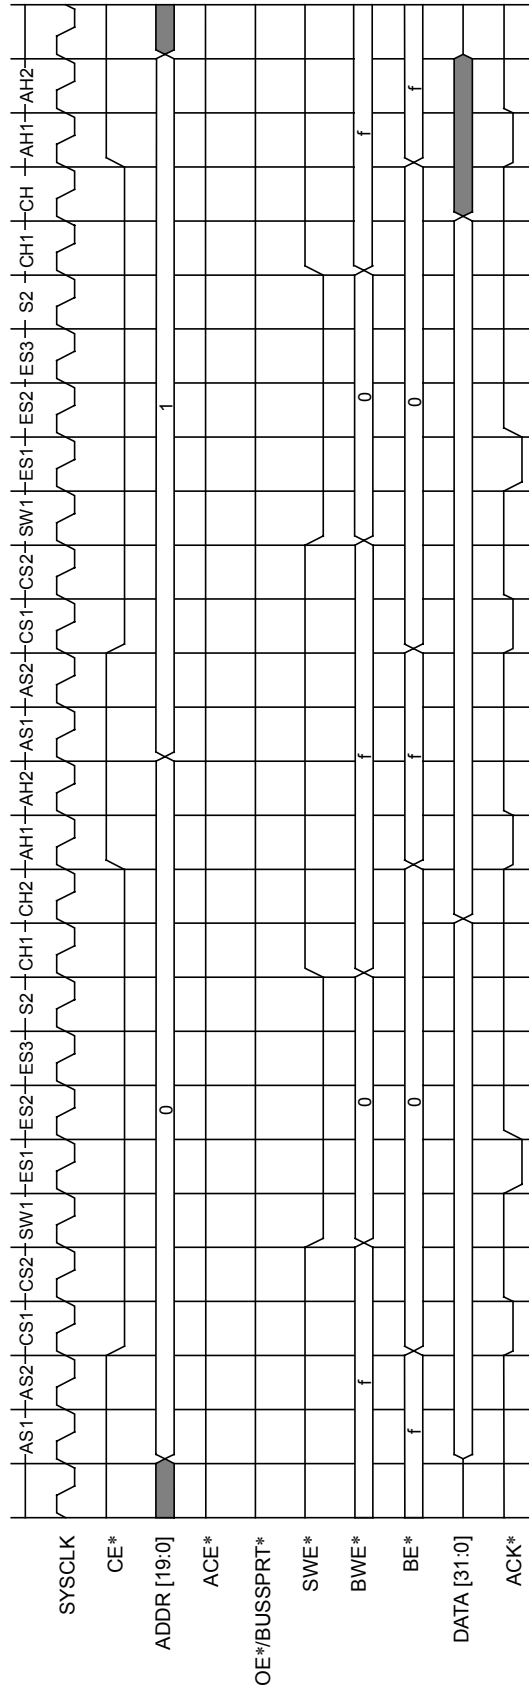 AS1 AS2 CS1 CS2 SW1 ES1 ES2 ES3 S2 CH1 CH2 AH1 AH2 AS1 AS2 CS1 CS2 SW1 ES1 ES2 ES3 S2 CH1 CH AH1 AH2
SYSCLK
CE*
ADDR [19:0] 0 1
ACE*
OE*/BUSSPRT*
SWE*
BWE* f 0 f 0 f
BE* f 0 f 0 f
DATA [31:0]
ACK*